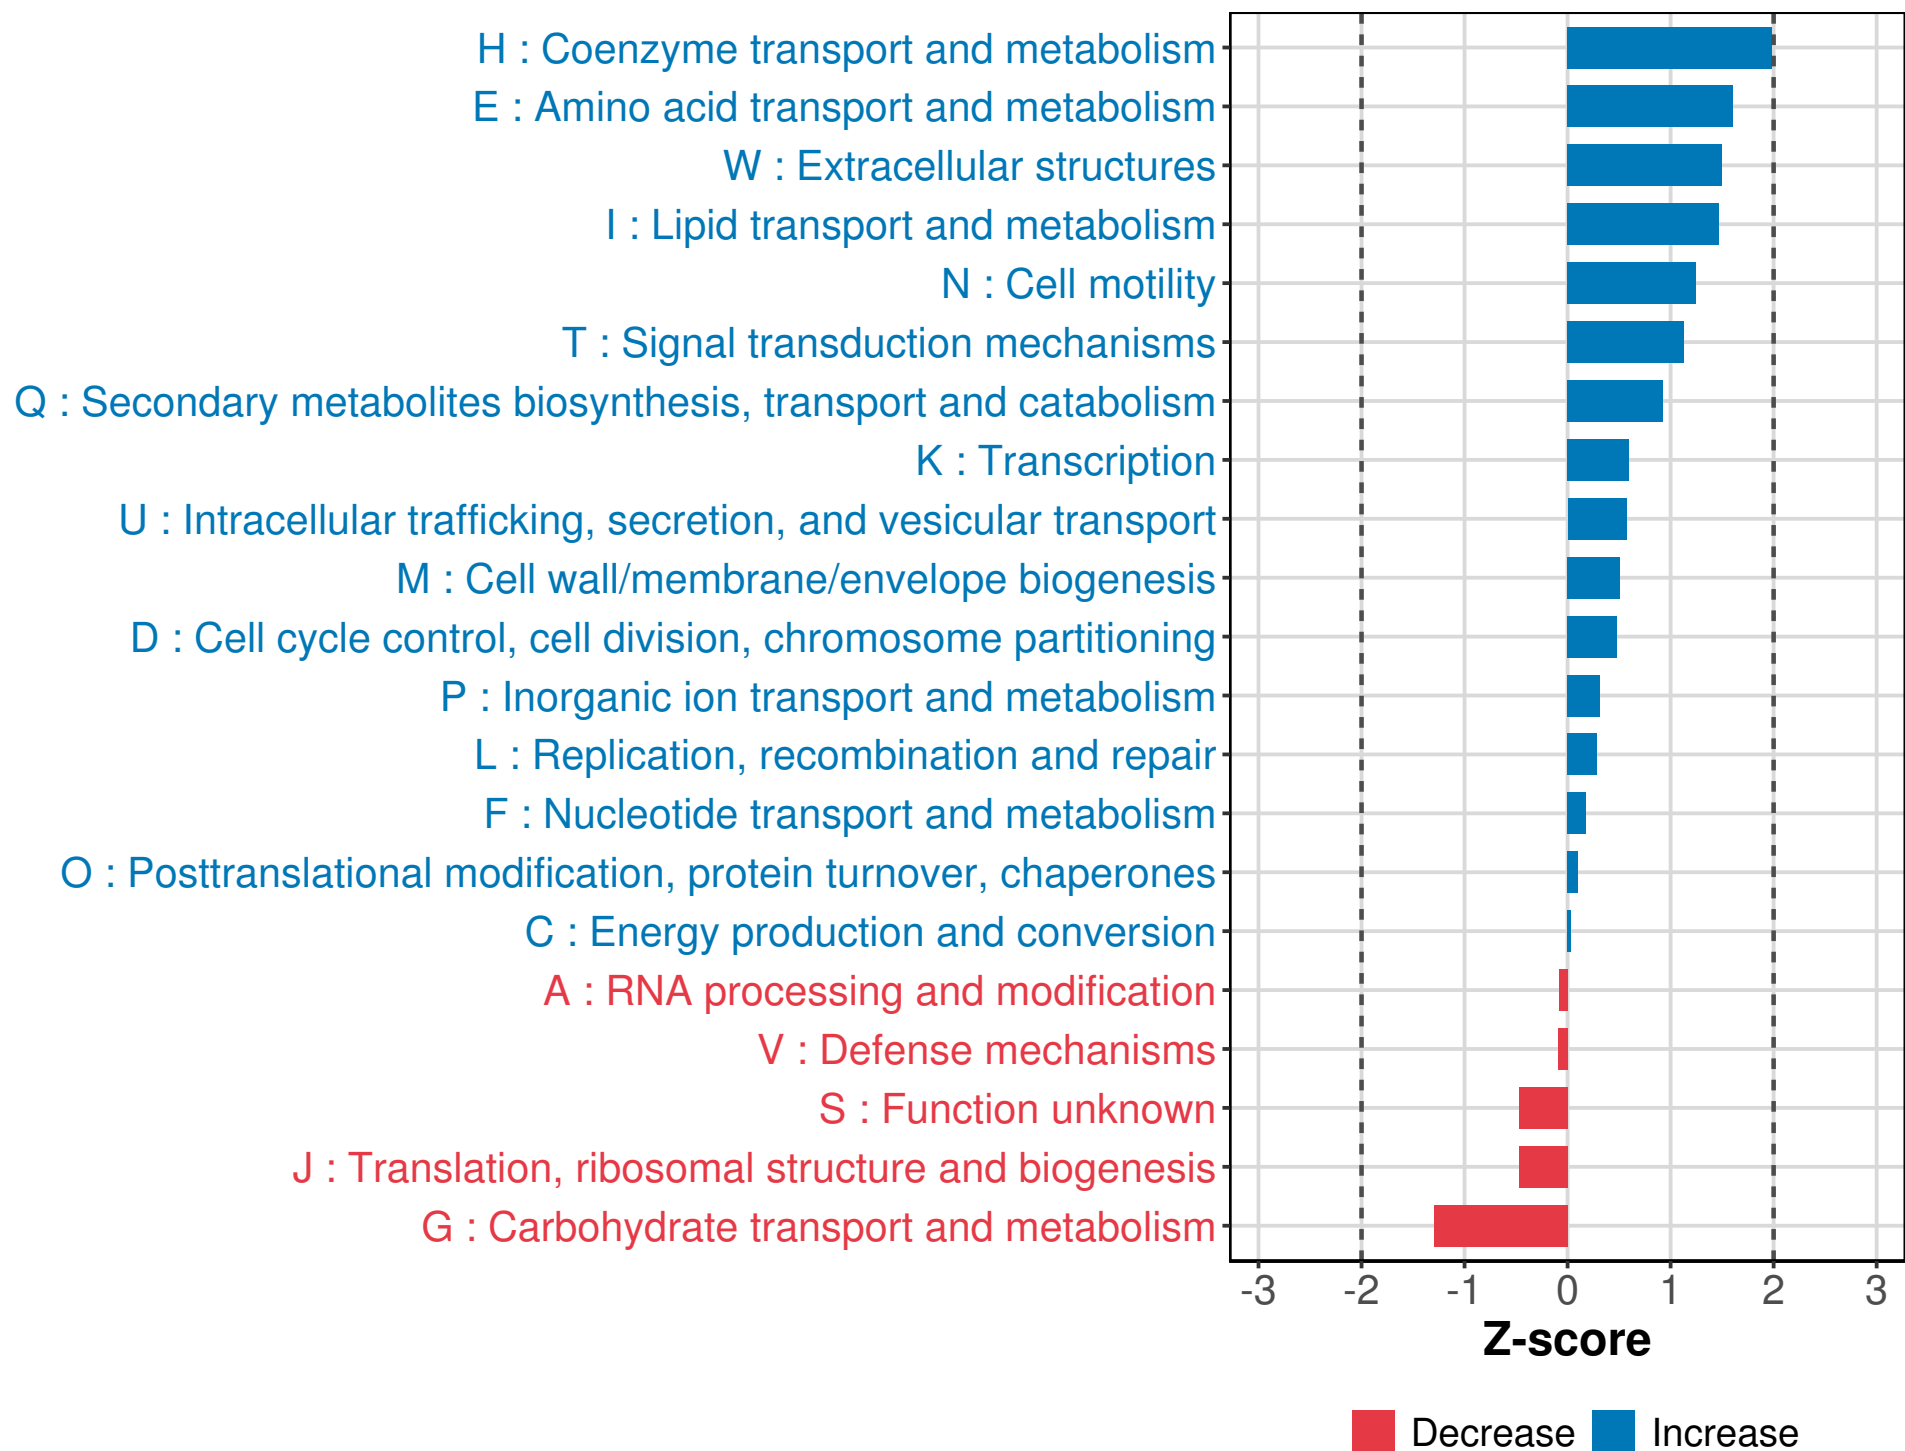 H : Coenzyme transport and metabolism
E : Amino acid transport and metabolism
W : Extracellular structures
I : Lipid transport and metabolism
N : Cell motility
T : Signal transduction mechanisms
Q : Secondary metabolites biosynthesis, transport and catabolism
K : Transcription
U : Intracellular trafficking, secretion, and vesicular transport
M : Cell wall/membrane/envelope biogenesis
D : Cell cycle control, cell division, chromosome partitioning
P : Inorganic ion transport and metabolism
L : Replication, recombination and repair
F : Nucleotide transport and metabolism
O : Posttranslational modification, protein turnover, chaperones
C : Energy production and conversion
A : RNA processing and modification
V : Defense mechanisms
S : Function unknown
J : Translation, ribosomal structure and biogenesis
G : Carbohydrate transport and metabolism
-3 -2 -1 0 1 2 3
Z-score
Decrease Increase